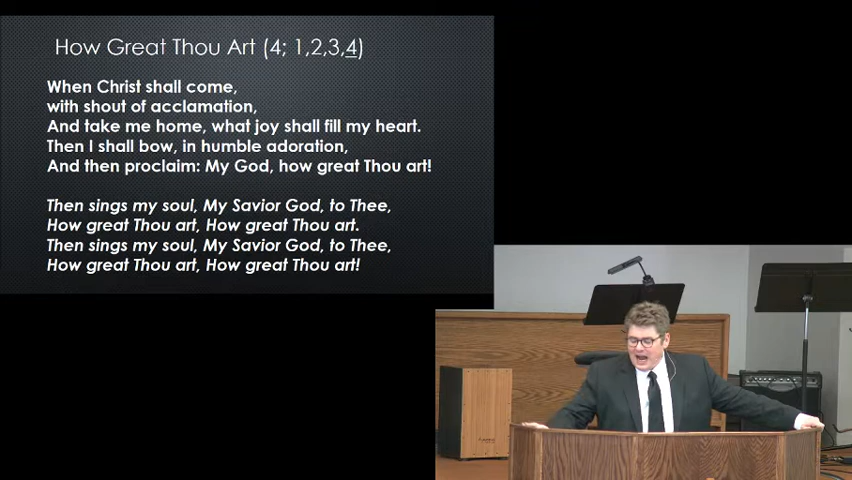 How Great Thou Art (4; 1,2,3,4)
When Christ shall come,
with shout of acclamation,
And take me home, what joy shall fill my heart.
Then I shall bow, in humble adoration,
And then proclaim: My God, how great Thou art!
Then sings my soul, My Savior God, to Thee,
How great Thou art, How great Thou art.
Then sings my soul, My Savior God, to Thee,
How great Thou art, How great Thou art!